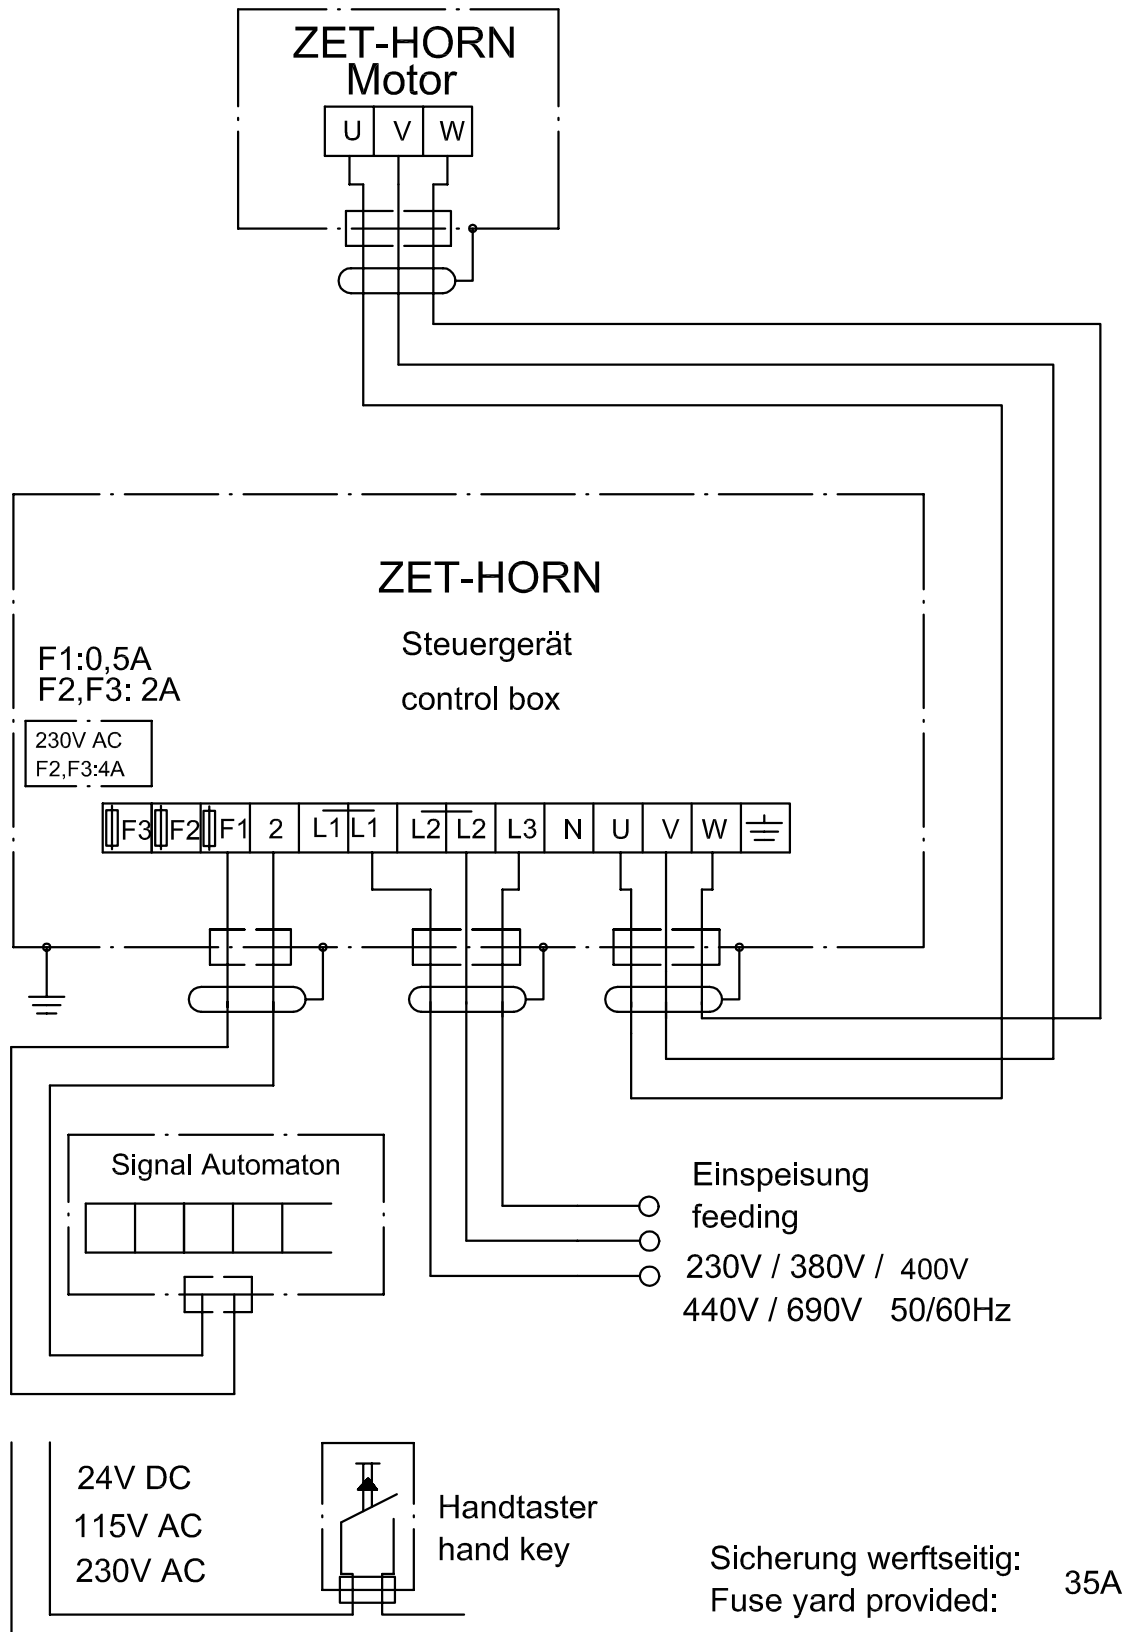 ZET-HORN
Motor
U V W
ZET-HORN
Steuergerät
control box
F1:0,5A
F2,F3: 2A
230V AC
F2,F3:4A
F3 F2 F1 2 L1 L1 L2 L2 L3 N U V W
Signal Automaton
Einspeisung
feeding
230V / 380V / 400V
440V / 690V 50/60Hz
24V DC
115V AC
230V AC
Handtaster
hand key
Sicherung werftseitig:
Fuse yard provided:
35A